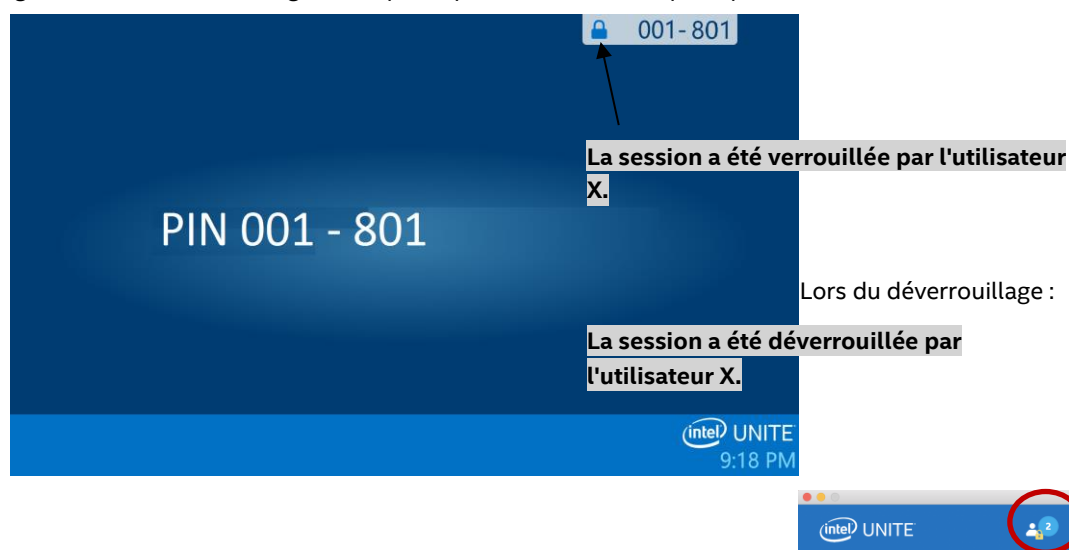 001-801
La session a été verrouillée par l'utilisateur
X.
PIN 001 - 801
Lors du déverrouillage :
La session a été déverrouillée par
l'utilisateur X.
intel UNITE
9:18 PM
intel UNITE
2